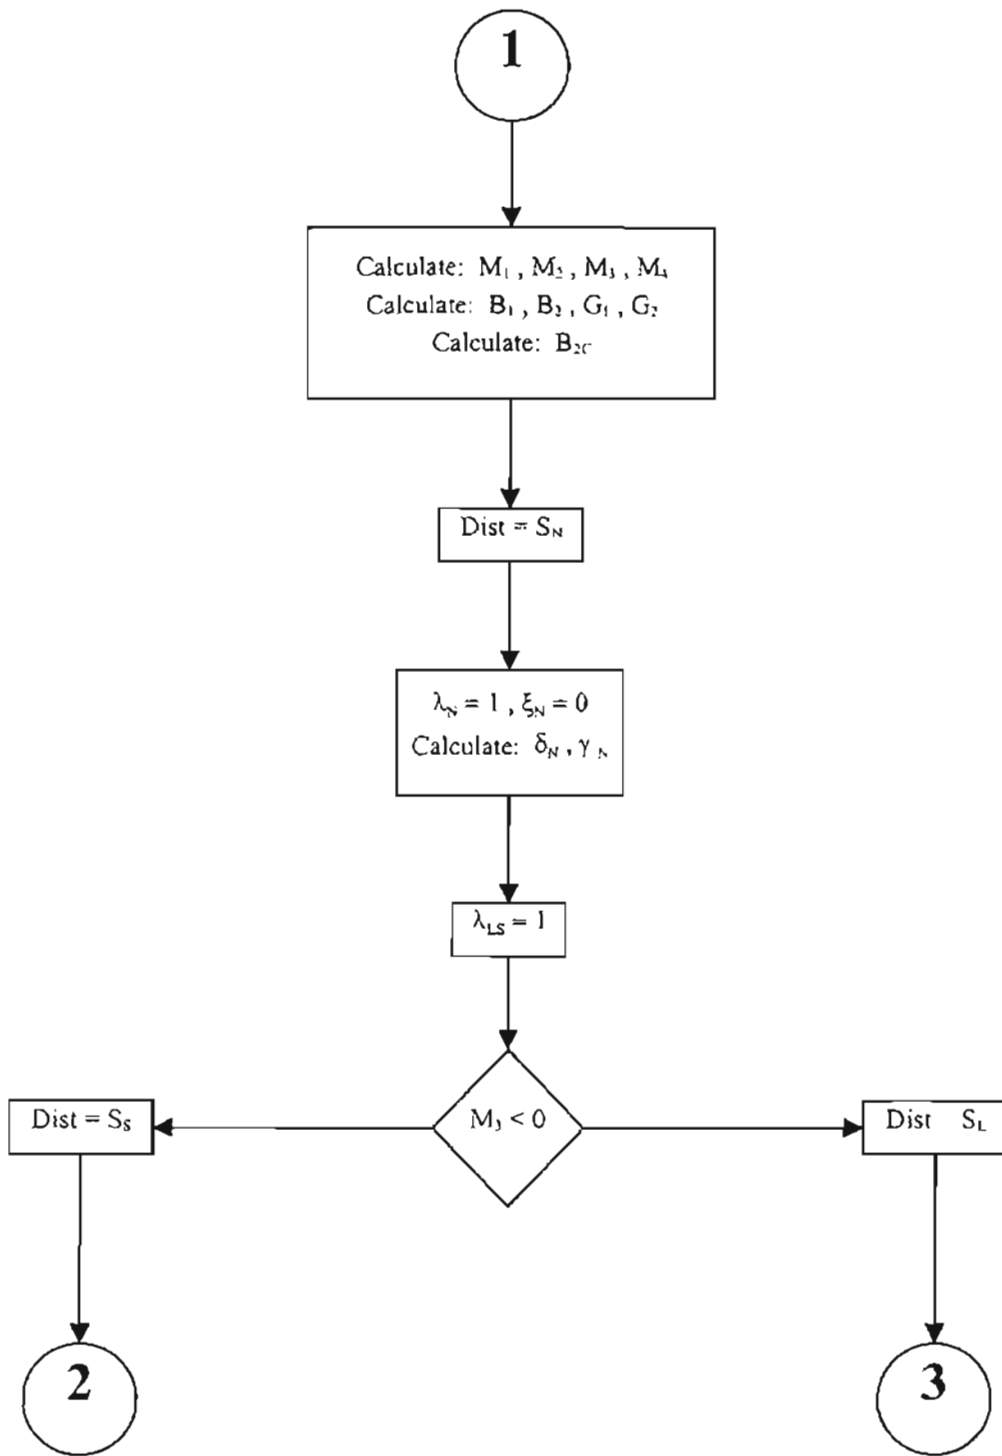 1
Calculate: M₁ , M₂ , M₃ , M₄
Calculate: B₁ , B₂ , G₁ , G₂
Calculate: B₂C
Dist = S_N
λ_N = 1 , ξ_N = 0
Calculate: δ_N , γ_N
λ_LS = 1
M₃ < 0
Dist = S_S
Dist S_L
2
3